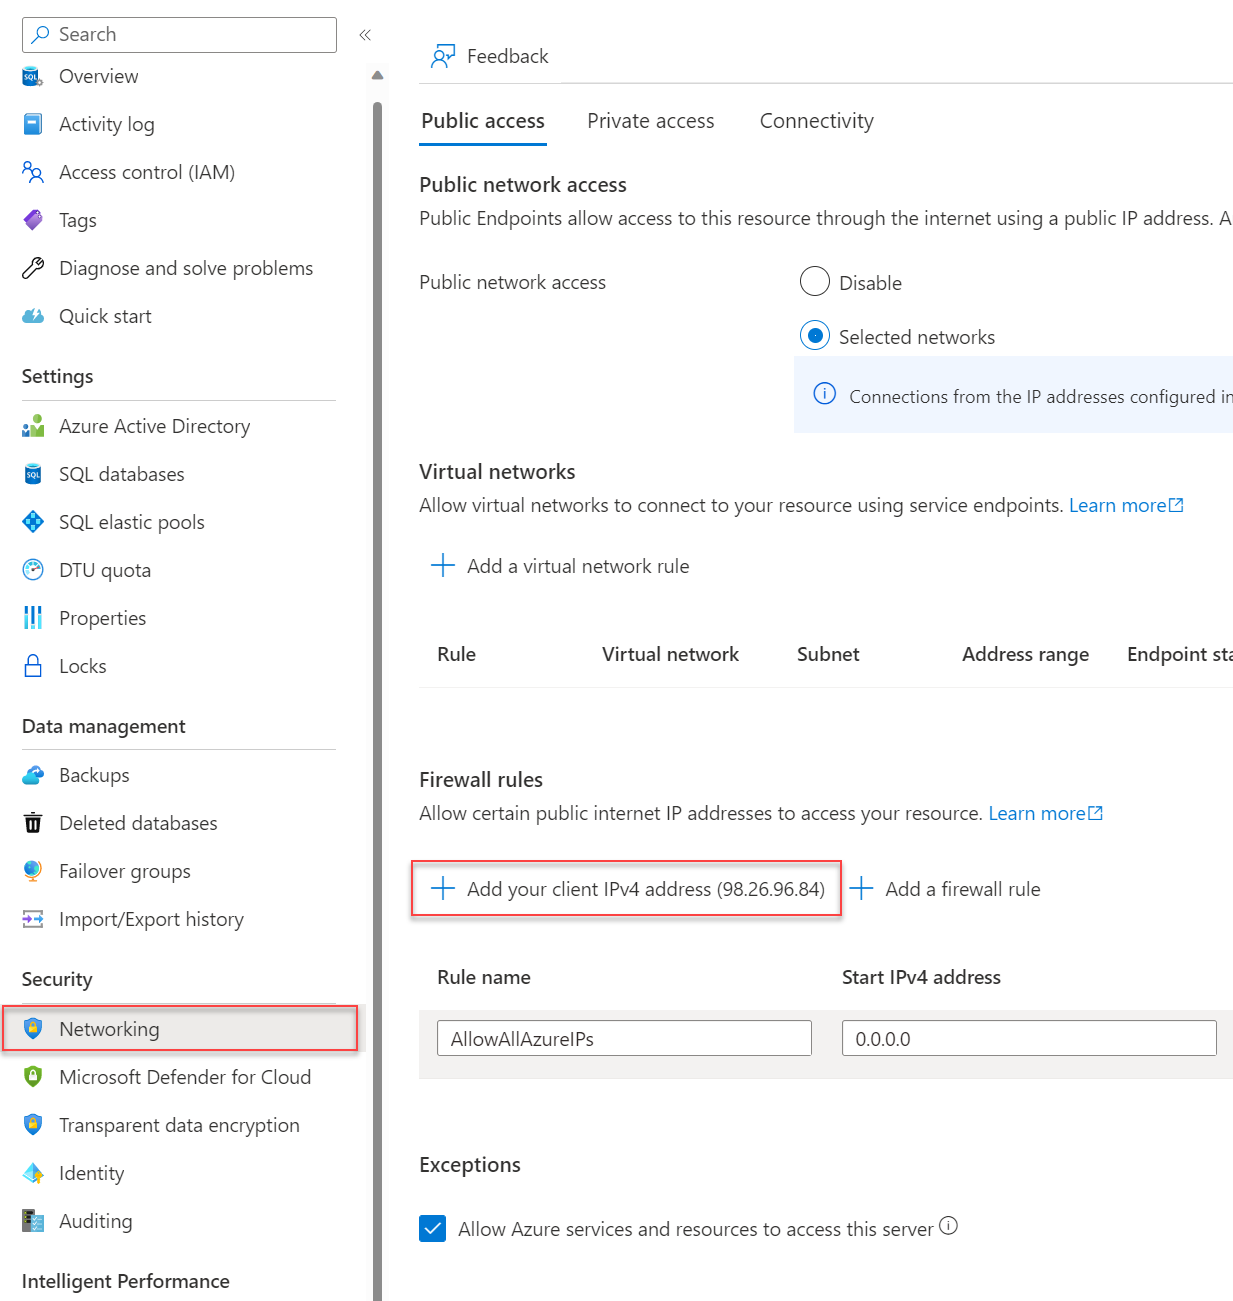 Search
Overview
Activity log
Access control (IAM)
Tags
Diagnose and solve problems
Quick start
Settings
Azure Active Directory
SQL databases
SQL elastic pools
DTU quota
Properties
Locks
Data management
Backups
Deleted databases
Failover groups
Import/Export history
Security
Networking
Microsoft Defender for Cloud
Transparent data encryption
Identity
Auditing
Intelligent Performance
Feedback
Public access Private access Connectivity
Public network access
Public Endpoints allow access to this resource through the internet using a public IP address.
Public network access
Disable
Selected networks
Connections from the IP addresses configured in
Virtual networks
Allow virtual networks to connect to your resource using service endpoints. Learn more
Add a virtual network rule
Rule Virtual network Subnet Address range Endpoint
Firewall rules
Allow certain public internet IP addresses to access your resource. Learn more
Add your client IPv4 address (98.26.96.84) Add a firewall rule
Rule name Start IPv4 address
AllowAllAzureIPs 0.0.0.0
Exceptions
Allow Azure services and resources to access this server